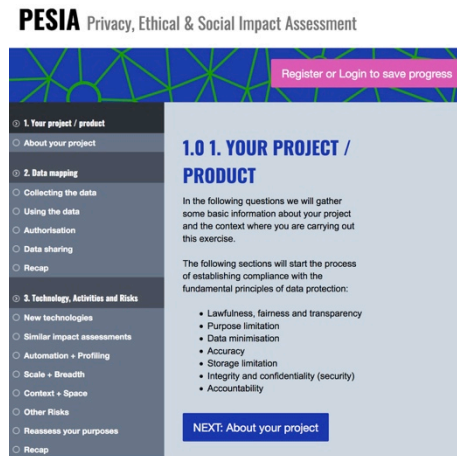 PESIA Privacy, Ethical & Social Impact Assessment
Register or Login to save progress
1. Your project / product
About your project
2. Data mapping
Collecting the data
Using the data
Authorisation
Data sharing
Recap
3. Technology, Activities and Risks
New technologies
Similar impact assessments
Automation + Profiling
Scale + Breadth
Context + Space
Other Risks
Reassess your purposes
Recap
1.0 1. YOUR PROJECT /
PRODUCT
In the following questions we will gather
some basic information about your project
and the context where you are carrying out
this exercise.
The following sections will start the process
of establishing compliance with the
fundamental principles of data protection:
• Lawfulness, fairness and transparency
• Purpose limitation
• Data minimisation
• Accuracy
• Storage limitation
• Integrity and confidentiality (security)
• Accountability
NEXT: About your project